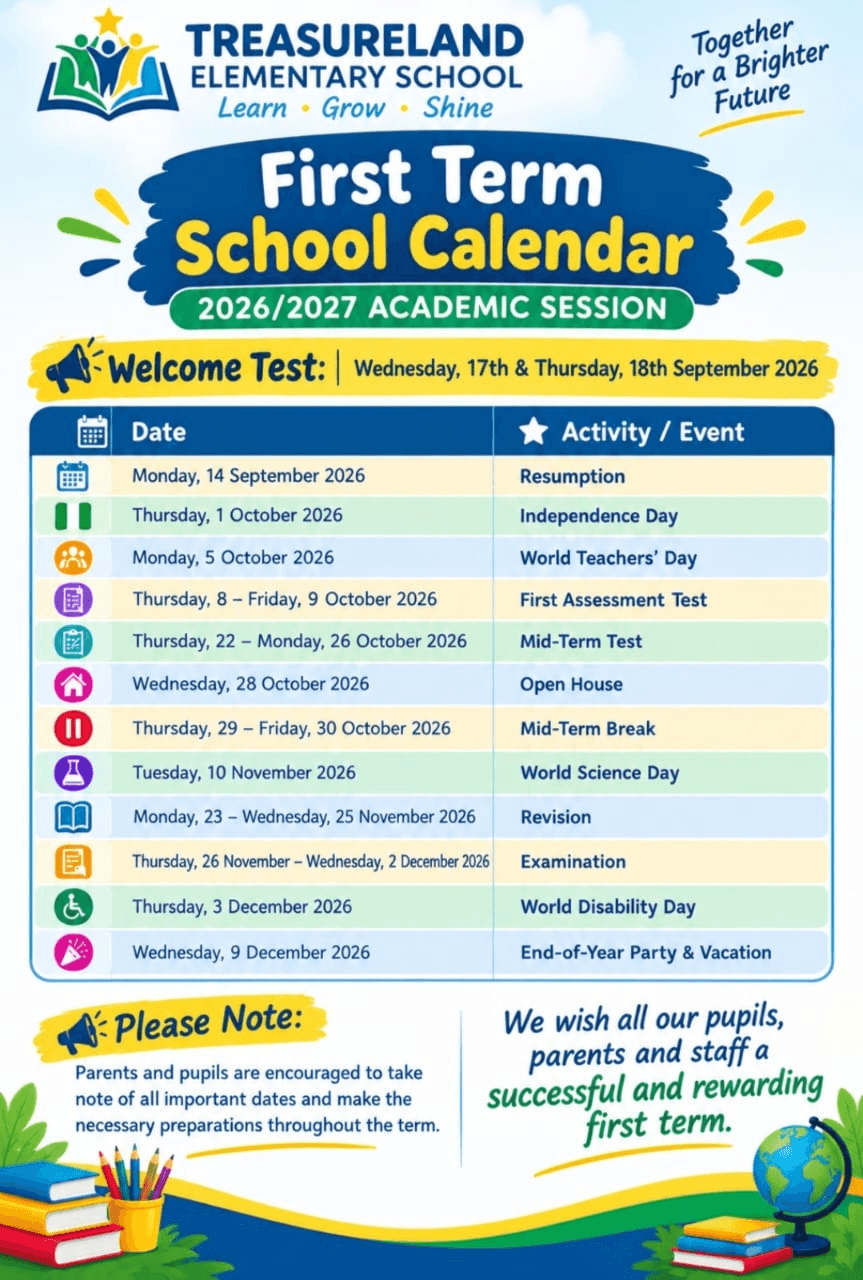 TREASURELAND
ELEMENTARY SCHOOL
Learn • Grow • Shine
Together
for a Brighter
Future
First Term
School Calendar
2026/2027 ACADEMIC SESSION
Welcome Test: | Wednesday, 17th & Thursday, 18th September 2026
Date Activity / Event
Monday, 14 September 2026 Resumption
Thursday, 1 October 2026 Independence Day
Monday, 5 October 2026 World Teachers' Day
Thursday, 8 – Friday, 9 October 2026 First Assessment Test
Thursday, 22 – Monday, 26 October 2026 Mid-Term Test
Wednesday, 28 October 2026 Open House
Thursday, 29 – Friday, 30 October 2026 Mid-Term Break
Tuesday, 10 November 2026 World Science Day
Monday, 23 – Wednesday, 25 November 2026 Revision
Thursday, 26 November – Wednesday, 2 December 2026 Examination
Thursday, 3 December 2026 World Disability Day
Wednesday, 9 December 2026 End-of-Year Party & Vacation
Please Note:
Parents and pupils are encouraged to take
note of all important dates and make the
necessary preparations throughout the term.
We wish all our pupils,
parents and staff a
successful and rewarding
first term.